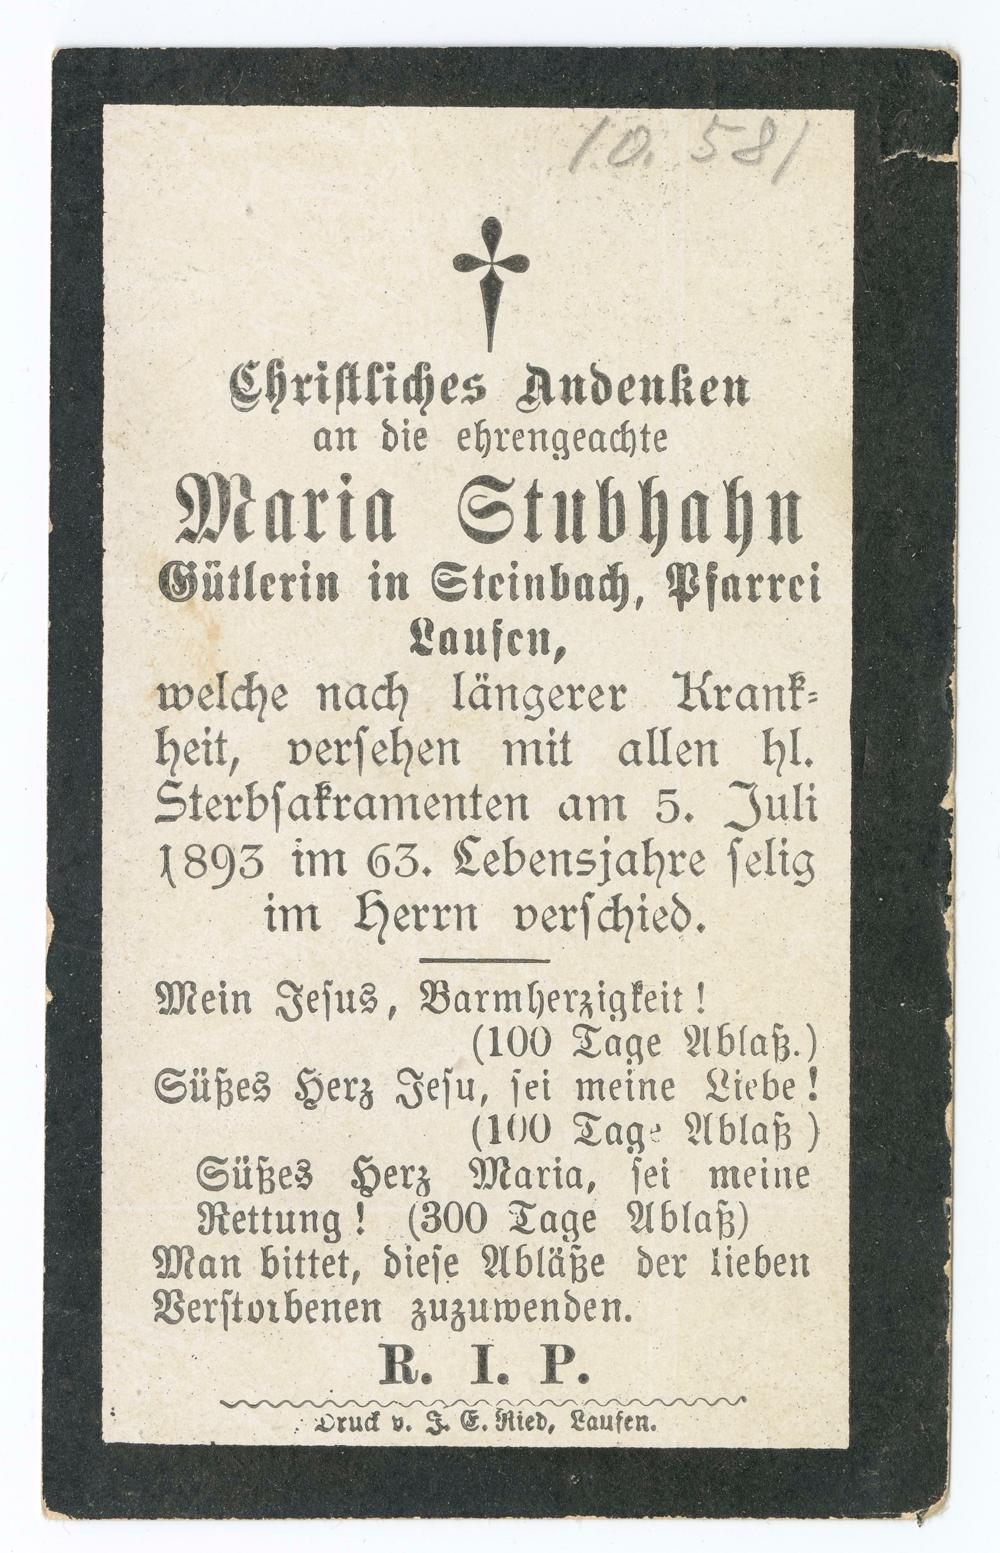 10. 581
Christliches Andenken
an die ehrengeachte
Maria Stubhahn
Gütlerin in Steinbach, Pfarrei
Laufen,
welche nach längerer Krank-
heit, versehen mit allen hl.
Sterbsakramenten am 5. Juli
1893 im 63. Lebensjahre selig
im Herrn verschied.
Mein Jesus, Barmherzigkeit!
(100 Tage Ablaß.)
Süßes Herz Jesu, sei meine Liebe!
(100 Tage Ablaß)
Süßes Herz Maria, sei meine
Rettung! (300 Tage Ablaß)
Man bittet, diese Abläße der lieben
Verstorbenen zuzuwenden.
R. I. P.
Druck v. J. E. Ried, Laufen.